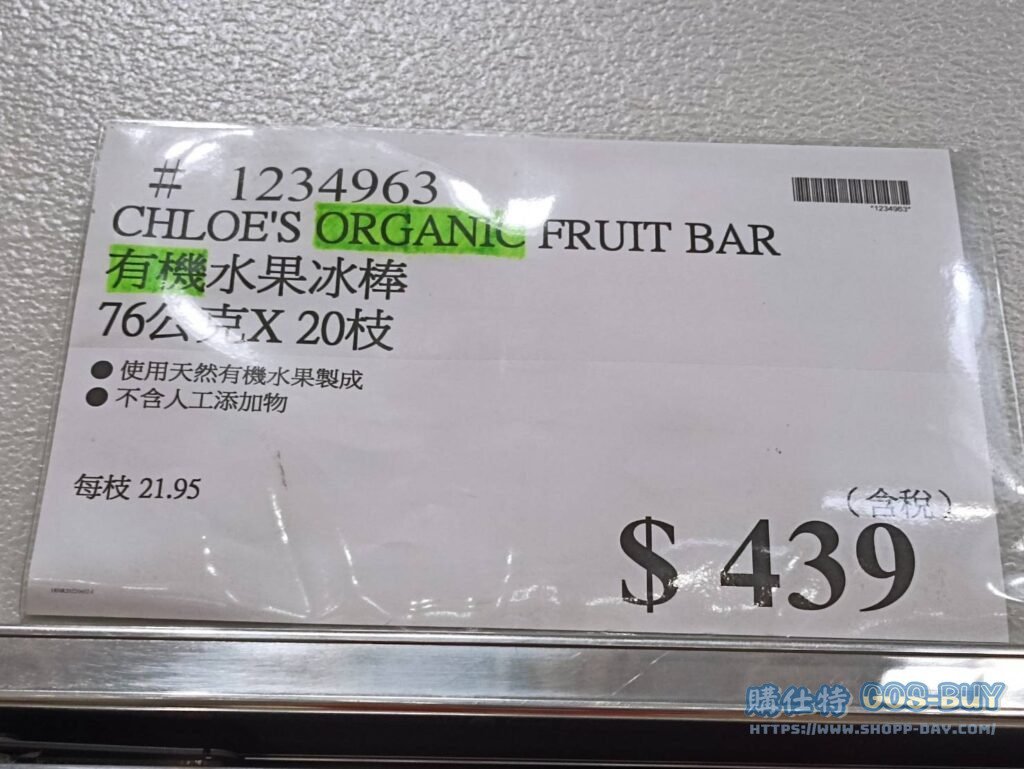 # 1234963
*1234963*
CHLOE'S ORGANIC FRUIT BAR
有機水果冰棒
76公克X 20枝
● 使用天然有機水果製成
● 不含人工添加物
每枝 21.95
(含稅)
$ 439
購仕特 GOS-BUY
HTTPS://WWW.SHOPP-DAY.COM/